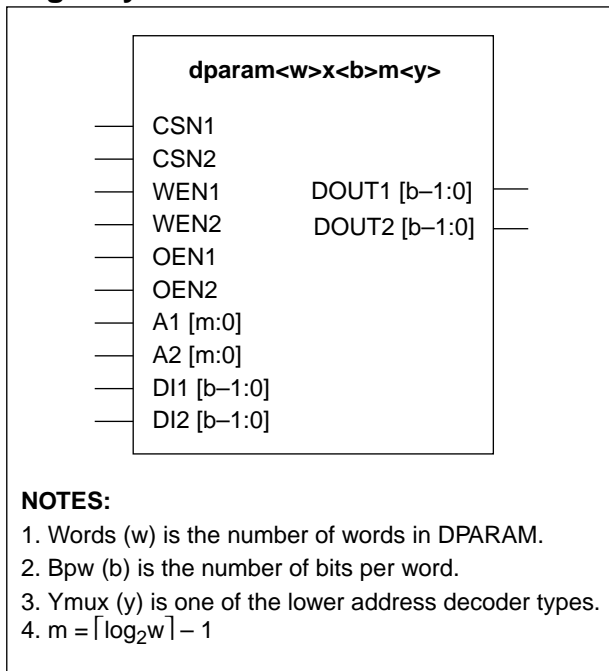 dparam<w>x<b>m<y>
CSN1
CSN2
WEN1
WEN2
OEN1
OEN2
A1 [m:0]
A2 [m:0]
DI1 [b–1:0]
DI2 [b–1:0]
DOUT1 [b–1:0]
DOUT2 [b–1:0]
NOTES:
1. Words (w) is the number of words in DPARAM.
2. Bpw (b) is the number of bits per word.
3. Ymux (y) is one of the lower address decoder types.
4. m = ⌈log₂w⌉ – 1